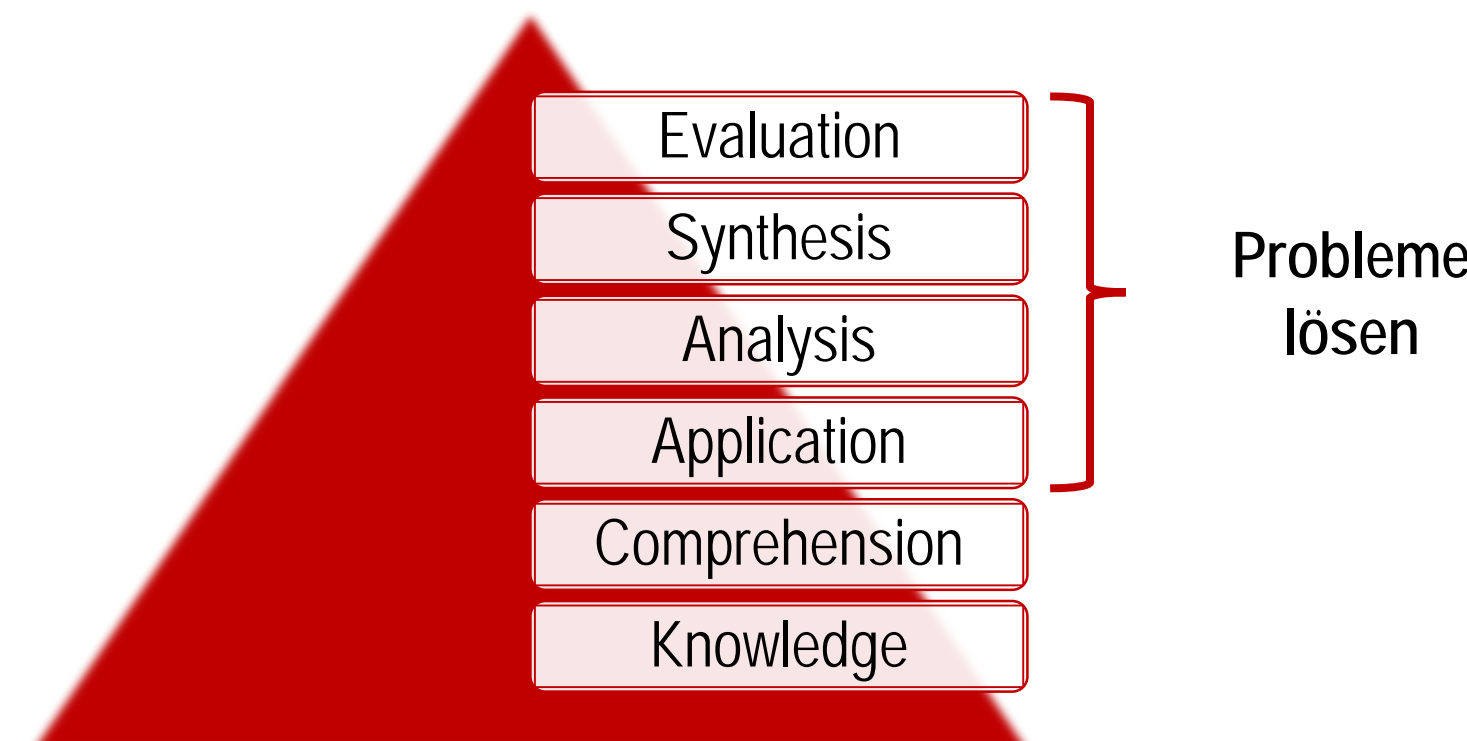 Evaluation
Synthesis
Analysis
Application
Comprehension
Knowledge
Probleme
lösen